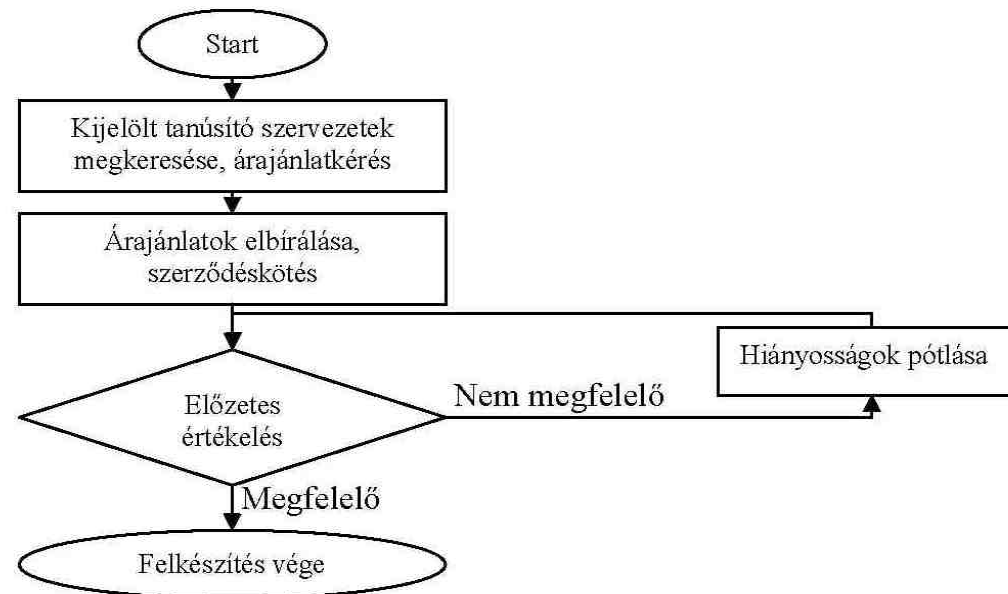 Start
Kijelölt tanúsító szervezetek
megkeresése, árajánlatkérés
Árajánlatok elbírálása,
szerződéskötés
Hiányosságok pótlása
Előzetes
értékelés
Nem megfelelő
Megfelelő
Felkészítés vége